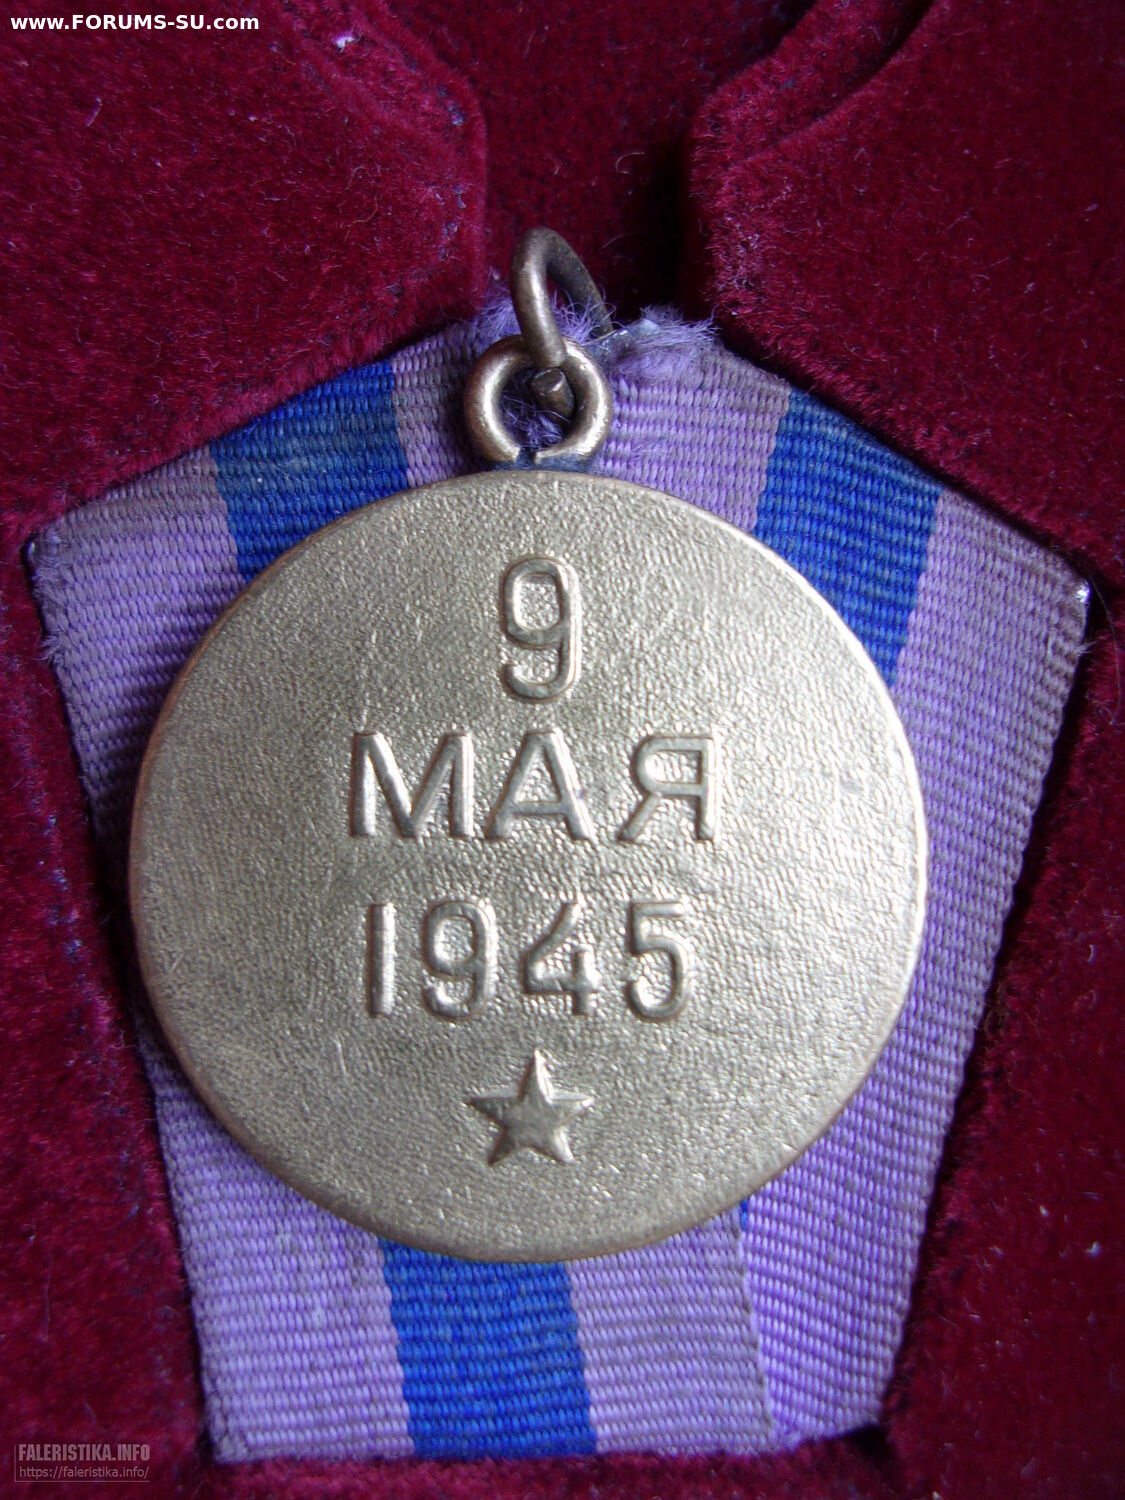 www.FORUMS-SU.com
9
МАЯ
1945
FALERISTIKA.INFO
https://faleristika.info/